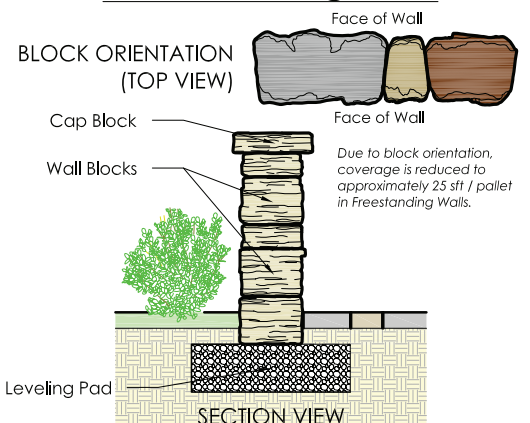 Face of Wall
BLOCK ORIENTATION
(TOP VIEW)
Face of Wall
Cap Block
Due to block orientation,
coverage is reduced to
approximately 25 sft / pallet
in Freestanding Walls.
Wall Blocks
Leveling Pad
SECTION VIEW